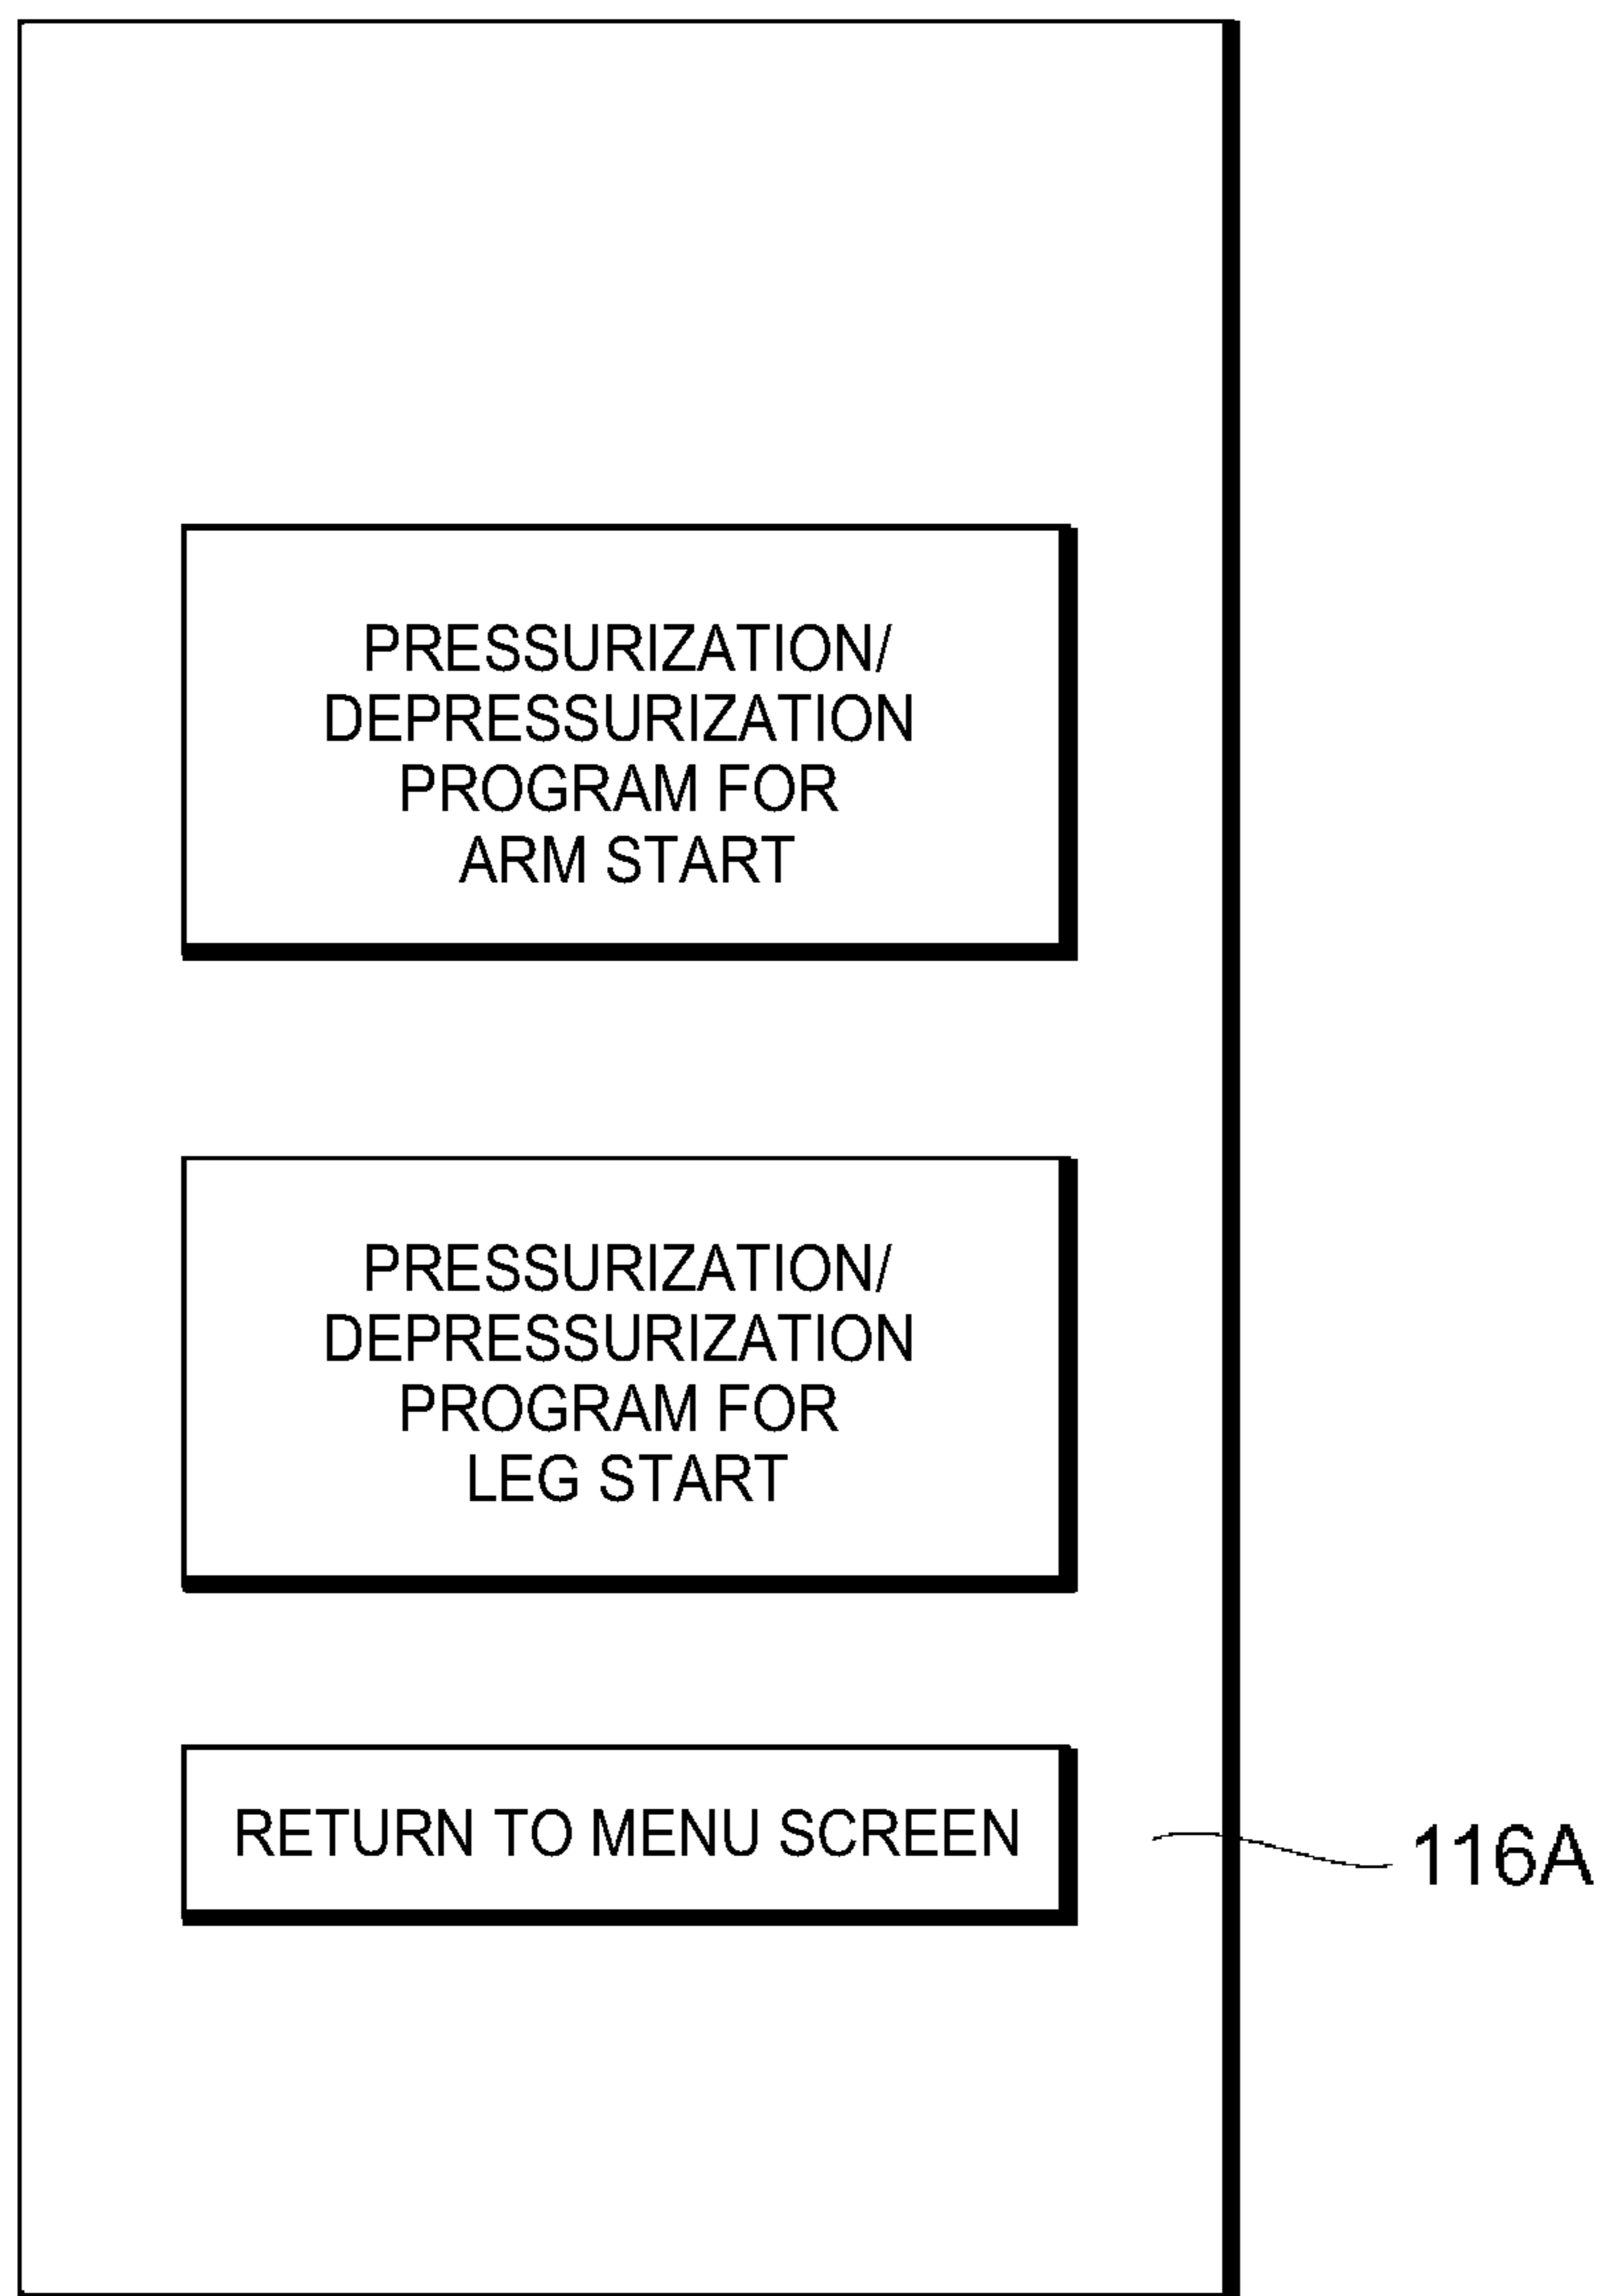 PRESSURIZATION/
DEPRESSURIZATION
PROGRAM FOR
ARM START
PRESSURIZATION/
DEPRESSURIZATION
PROGRAM FOR
LEG START
RETURN TO MENU SCREEN
116A